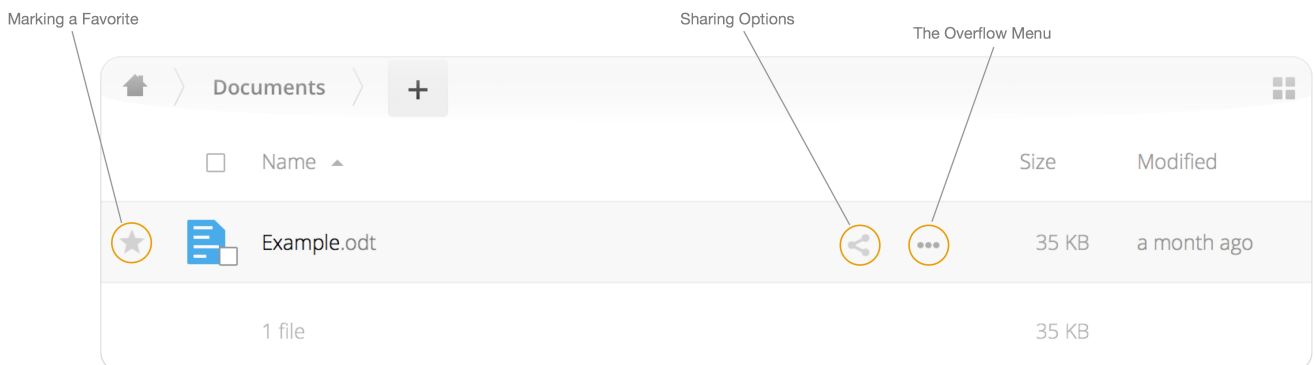 Marking a Favorite
Sharing Options
The Overflow Menu
Documents
+
Name
Size
Modified
Example.odt
35 KB
a month ago
1 file
35 KB